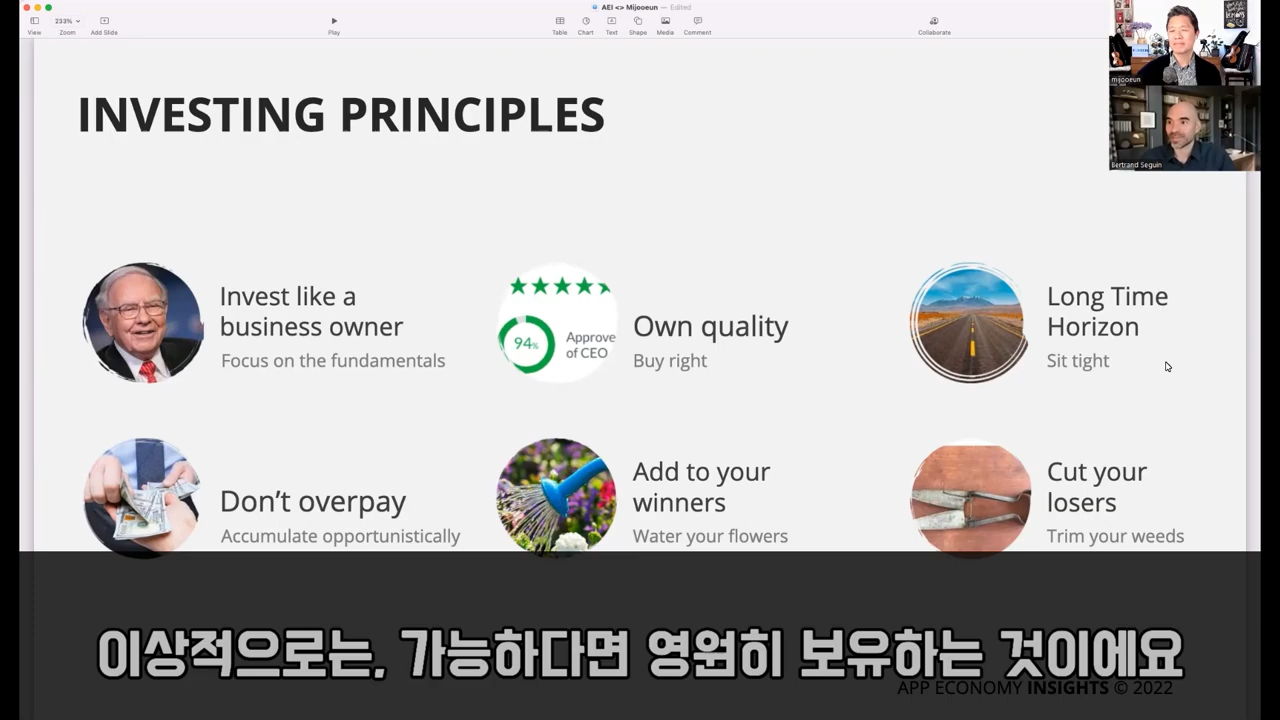 AEI <> Mijooeun — Edited
233%
View
Zoom
Add Slide
Play
Table
Chart
Text
Shape
Media
Comment
Collaborate
mijooeun
Bertrand Seguin
INVESTING PRINCIPLES
Invest like a
business owner
Focus on the fundamentals
94%
Approve
of CEO
Own quality
Buy right
Long Time
Horizon
Sit tight
Don’t overpay
Accumulate opportunistically
Add to your
winners
Water your flowers
Cut your
losers
Trim your weeds
이상적으로는, 가능하다면 영원히 보유하는 것이에요
APP ECONOMY INSIGHTS © 2022